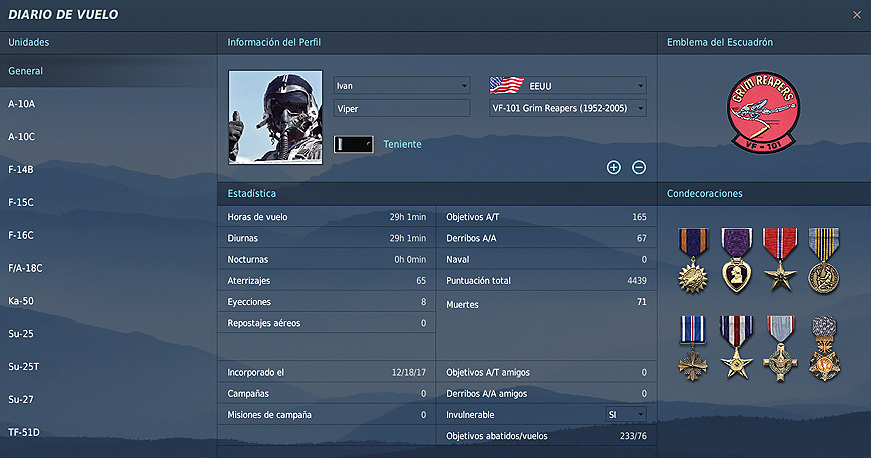 DIARIO DE VUELO
Unidades
Información del Perfil
Emblema del Escuadrón
General
A-10A
A-10C
F-14B
F-15C
F-16C
F/A-18C
Ka-50
Su-25
Su-25T
Su-27
TF-51D
Ivan
EEUU
Viper
VF-101 Grim Reapers (1952-2005)
Teniente
GRIM REAPERS
VF-101
Estadística
Condecoraciones
Horas de vuelo 29h 1min
Objetivos A/T 165
Diurnas 29h 1min
Derribos A/A 67
Nocturnas 0h 0min
Naval 0
Aterrizajes 65
Puntuación total 4439
Eyecciones 8
Muertes 71
Repostajes aéreos 0
Incorporado el 12/18/17
Objetivos A/T amigos 0
Campañas 0
Derribos A/A amigos 0
Misiones de campaña 0
Invulnerable SI
Objetivos abatidos/vuelos 233/76